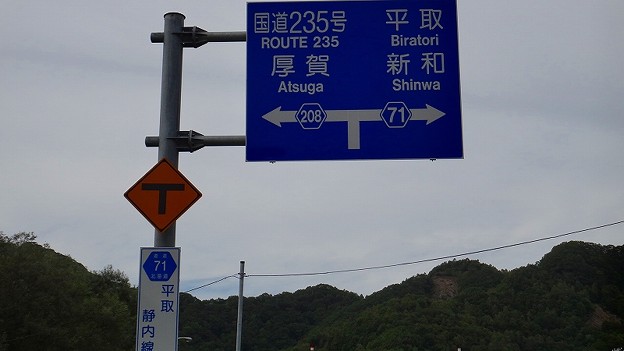 国道235号
ROUTE 235
厚賀
Atsuga
208
平取
Biratori
新和
Shinwa
71
71
平取
静内線